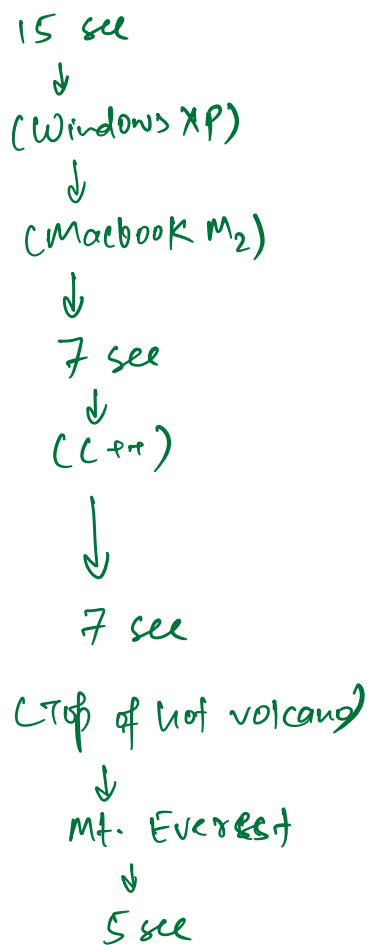 15 sec
↓
(Windows XP)
↓
(Macbook M2)
↓
7 sec
↓
(C++)
↓
7 sec
(Top of hot volcano)
↓
Mt. Everest
↓
5 sec